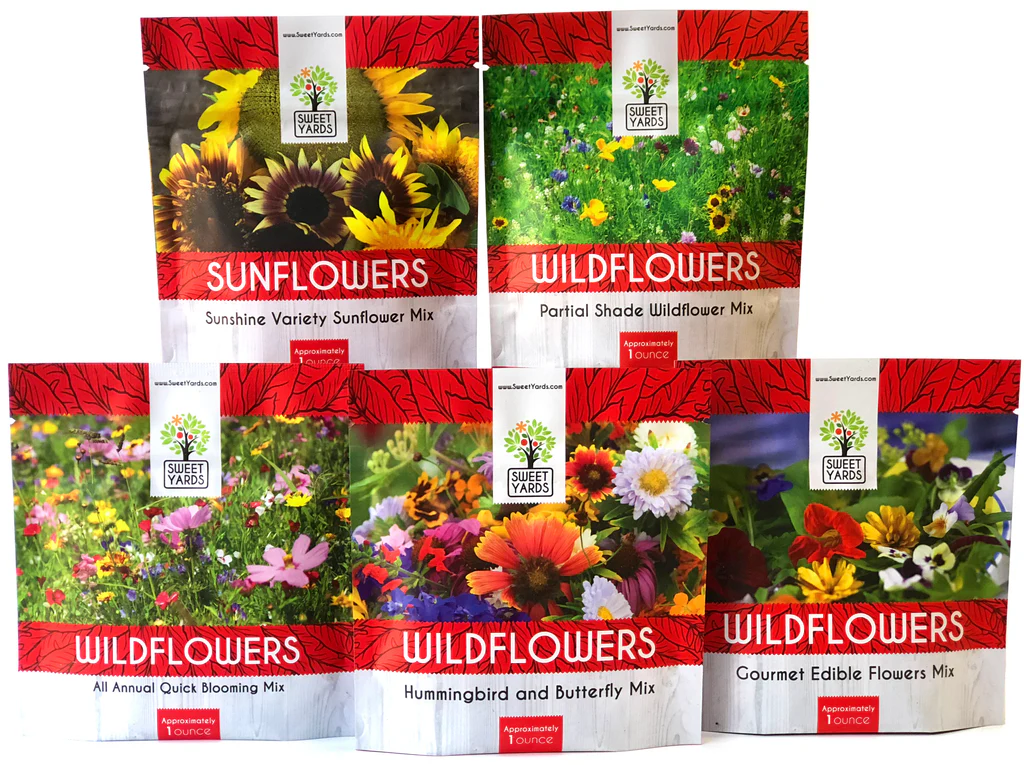 www.SweetYards.com
SWEET
YARDS
SUNFLOWERS
Sunshine Variety Sunflower Mix
Approximately
1 ounce
www.SweetYards.com
SWEET
YARDS
WILDFLOWERS
Partial Shade Wildflower Mix
Approximately
1 ounce
www.SweetYards.com
SWEET
YARDS
WILDFLOWERS
All Annual Quick Blooming Mix
Approximately
1 ounce
www.SweetYards.com
SWEET
YARDS
WILDFLOWERS
Hummingbird and Butterfly Mix
Approximately
1 ounce
www.SweetYards.com
SWEET
YARDS
WILDFLOWERS
Gourmet Edible Flowers Mix
Approximately
1 ounce